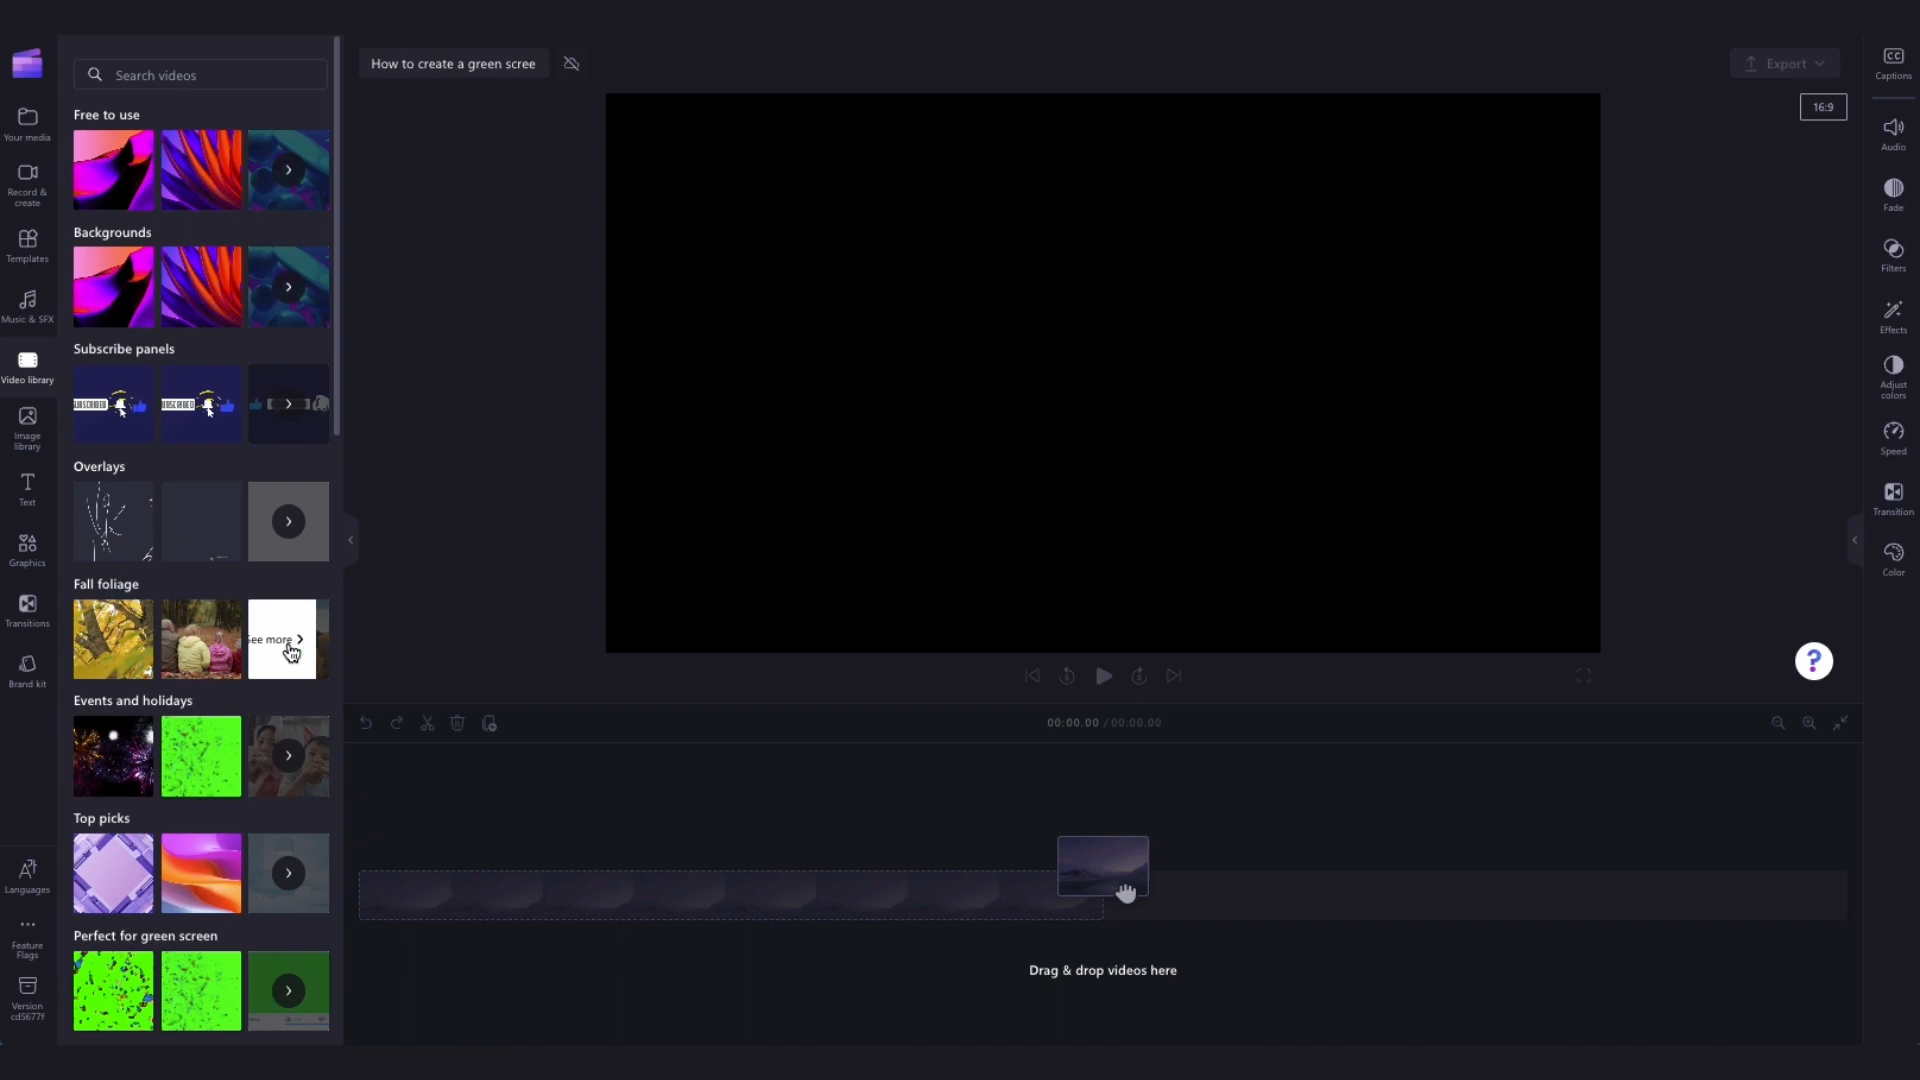 Search videos
Free to use
Backgrounds
Subscribe panels
SUBSCRIBED
Overlays
Fall foliage
See more
Events and holidays
Top picks
Perfect for green screen
Your media
Record &
create
Templates
Music & SFX
Video library
Image
library
Text
Graphics
Transitions
Brand kit
Languages
Feature
Flags
Version
cd5677f
How to create a green scree
Export
16:9
00:00.00 / 00:00.00
Drag & drop videos here
?
CC
Captions
Audio
Fade
Filters
Effects
Adjust
colors
Speed
Transition
Color